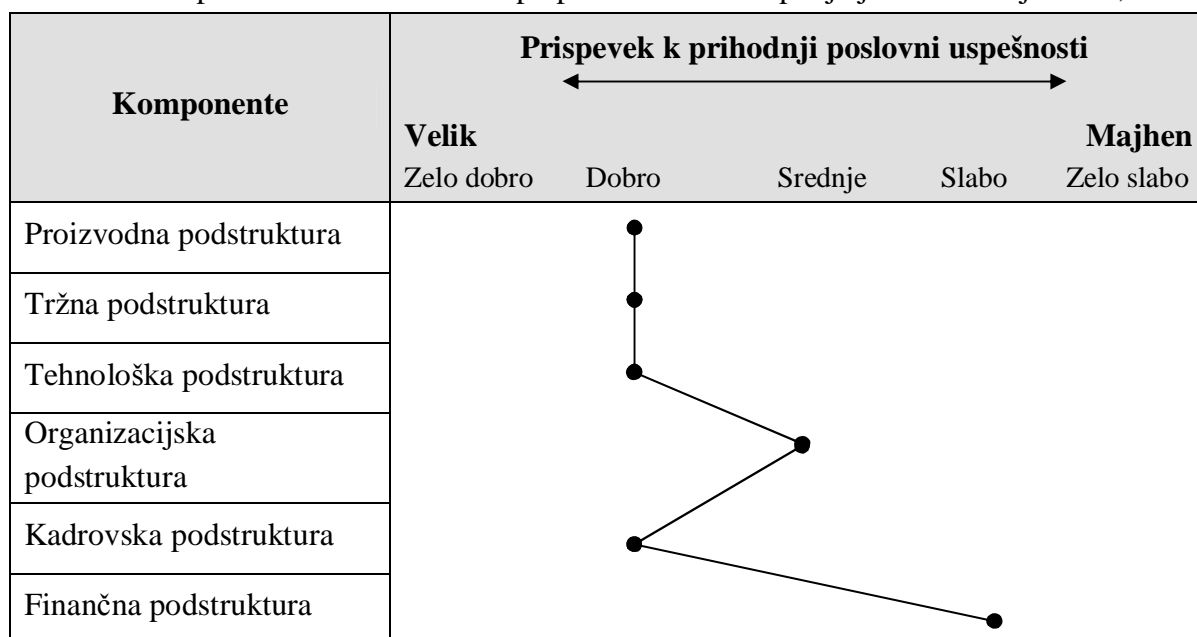 Prispevek k prihodnji poslovni uspešnosti
Komponente
Velik Majhen
Zelo dobro Dobro Srednje Slabo Zelo slabo
Proizvodna podstruktura
Tržna podstruktura
Tehnološka podstruktura
Organizacijska
podstruktura
Kadrovska podstruktura
Finančna podstruktura